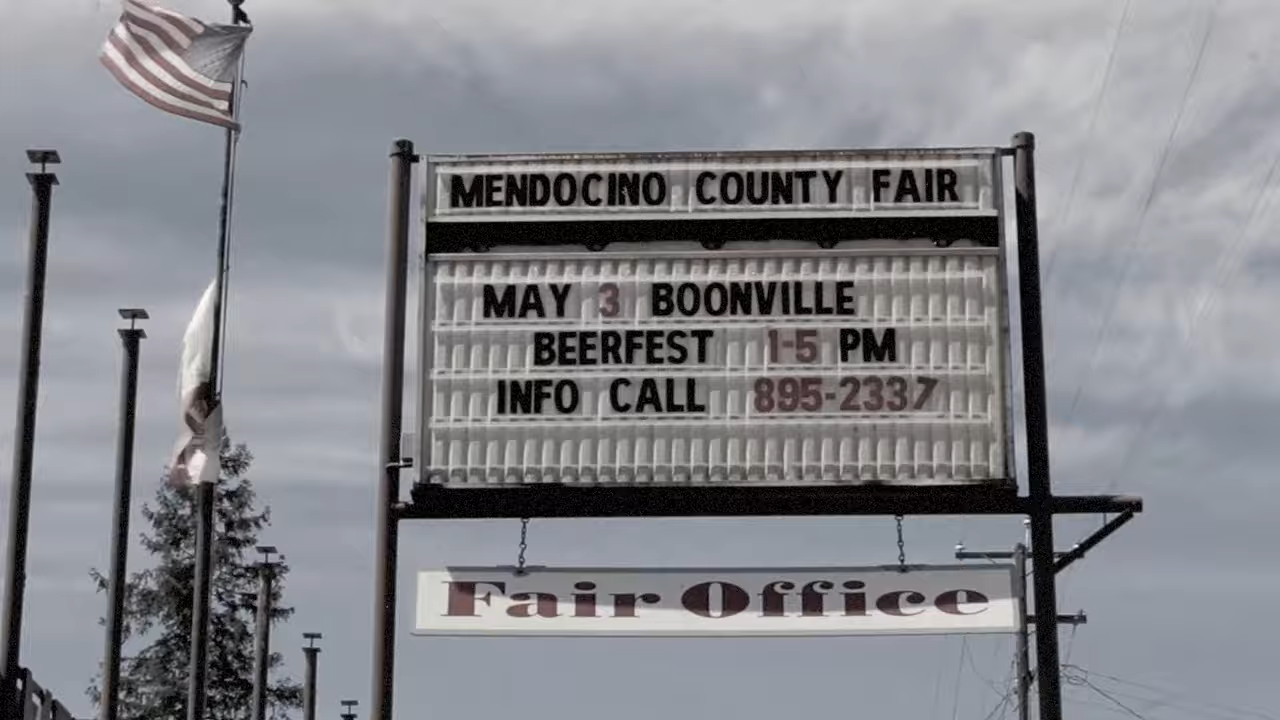 MENDOCINO COUNTY FAIR
MAY 3 BOONVILLE
BEERFEST 1-5 PM
INFO CALL 895-2337
Fair Office